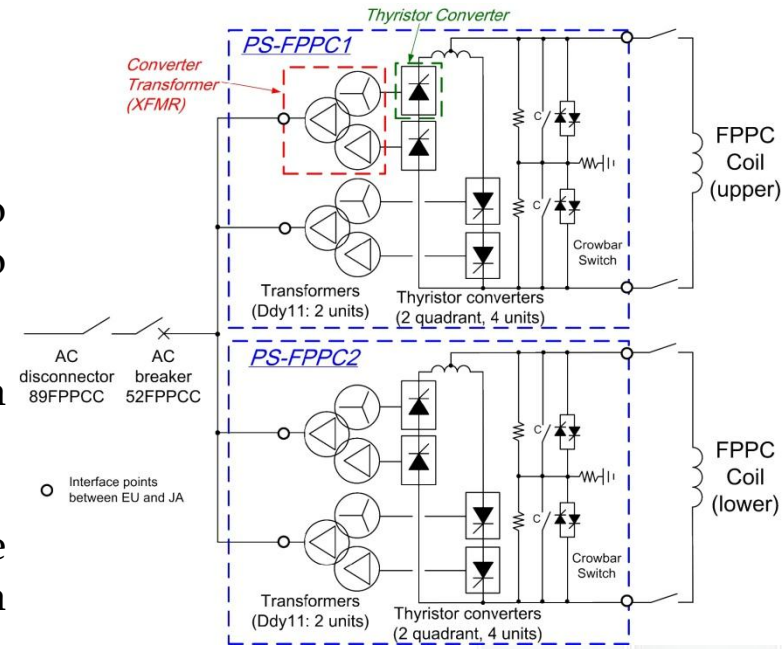 Thyristor Converter
PS-FPPC1
Converter
Transformer
(XFMR)
C
C
FPPC
Coil
(upper)
Crowbar
Switch
Transformers
(Ddy11: 2 units)
Thyristor converters
(2 quadrant, 4 units)
o
o
AC
disconnector
89FPPCC
AC
breaker
52FPPCC
n
PS-FPPC2
C
C
FPPC
Coil
(lower)
Interface points
between EU and JA
e
n
Crowbar
Switch
Transformers
(Ddy11: 2 units)
Thyristor converters
(2 quadrant, 4 units)